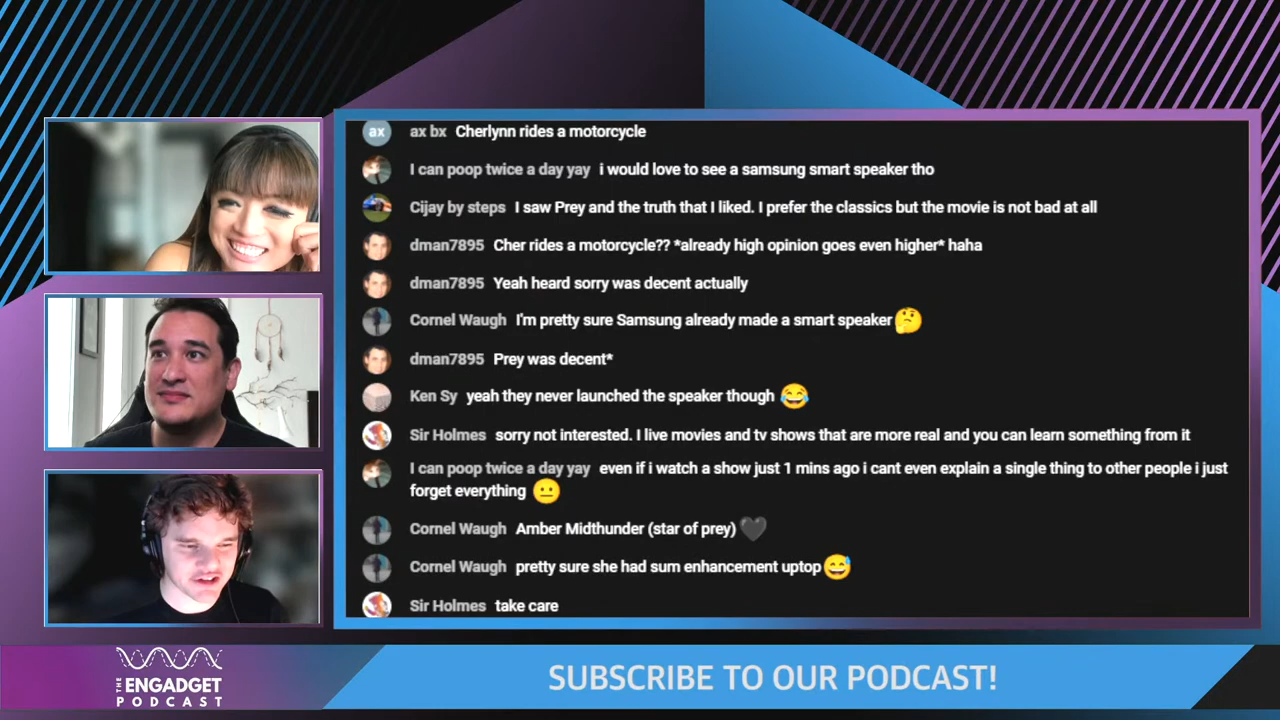 ax
ax bx Cherlynn rides a motorcycle
I can poop twice a day yay i would love to see a samsung smart speaker tho
Cijay by steps I saw Prey and the truth that I liked. I prefer the classics but the movie is not bad at all
dman7895 Cher rides a motorcycle?? *already high opinion goes even higher* haha
dman7895 Yeah heard sorry was decent actually
Cornel Waugh I'm pretty sure Samsung already made a smart speaker🤔
dman7895 Prey was decent*
Ken Sy yeah they never launched the speaker though 😂
Sir Holmes sorry not interested. I live movies and tv shows that are more real and you can learn something from it
I can poop twice a day yay even if i watch a show just 1 mins ago i cant even explain a single thing to other people i just
forget everything 😐
Cornel Waugh Amber Midthunder (star of prey)🖤
Cornel Waugh pretty sure she had sum enhancement uptop😅
Sir Holmes take care
THE ENGADGET
PODCAST
SUBSCRIBE TO OUR PODCAST!